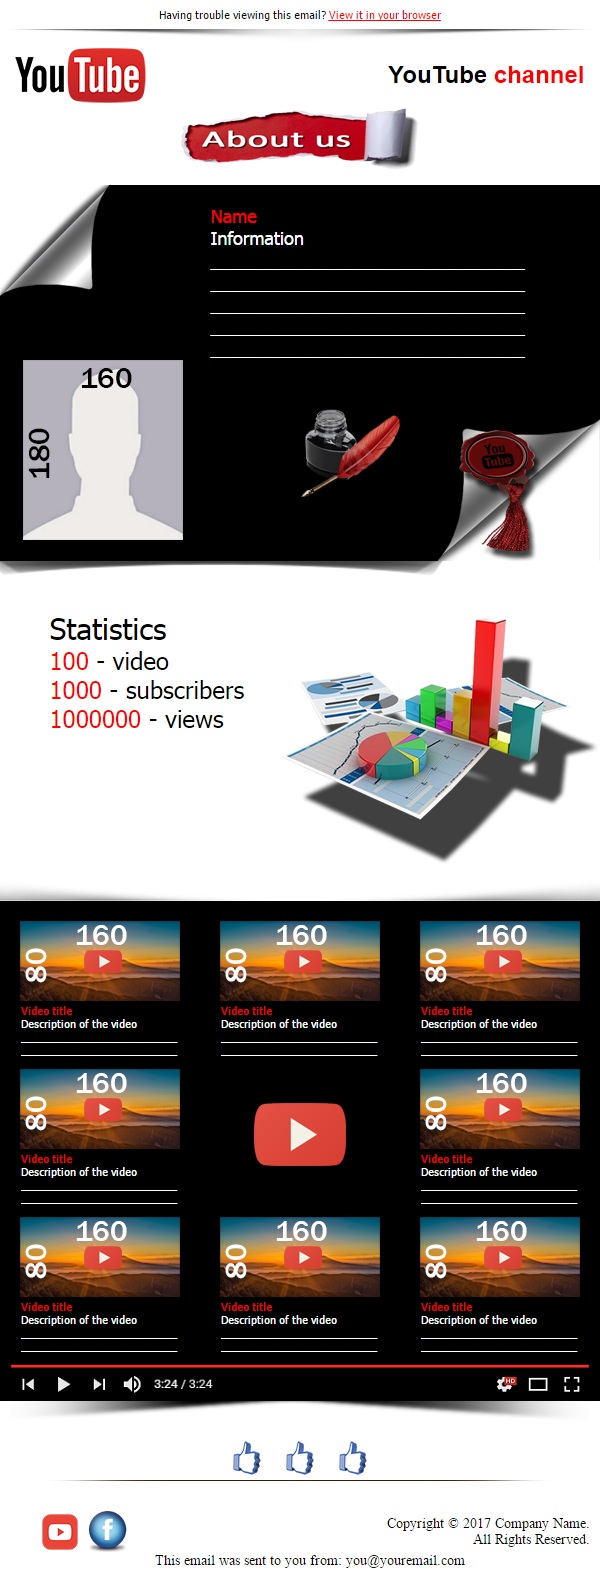 Having trouble viewing this email? View it in your browser
YouTube
YouTube channel
About us
Name
Information
160
180
You
Tube
Statistics
100 - video
1000 - subscribers
1000000 - views
160 160 160
80 80 80
Video title Video title Video title
Description of the video Description of the video Description of the video
160 160
80 80
Video title Video title
Description of the video Description of the video
160 160 160
80 80 80
Video title Video title Video title
Description of the video Description of the video Description of the video
3:24 / 3:24 HD
Copyright © 2017 Company Name.
All Rights Reserved.
This email was sent to you from: you@youremail.com